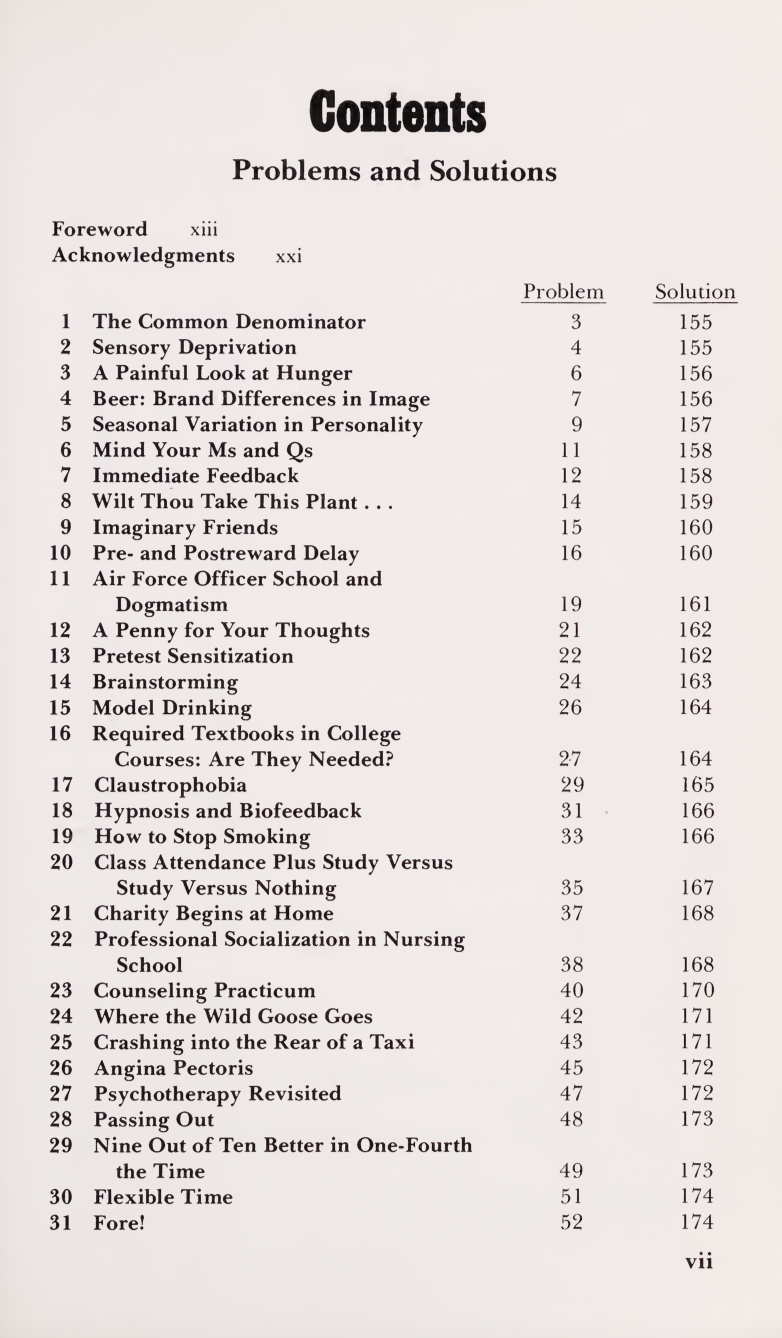 Contents
Problems and Solutions
Foreword xiii
Acknowledgments xxi
Problem Solution
1 The Common Denominator 3 155
2 Sensory Deprivation 4 155
3 A Painful Look at Hunger 6 156
4 Beer: Brand Differences in Image 7 156
5 Seasonal Variation in Personality 9 157
6 Mind Your Ms and Qs 11 158
7 Immediate Feedback 12 158
8 Wilt Thou Take This Plant . . . 14 159
9 Imaginary Friends 15 160
10 Pre- and Postreward Delay 16 160
11 Air Force Officer School and
Dogmatism 19 161
12 A Penny for Your Thoughts 21 162
13 Pretest Sensitization 22 162
14 Brainstorming 24 163
15 Model Drinking 26 164
16 Required Textbooks in College
Courses: Are They Needed? 27 164
17 Claustrophobia 29 165
18 Hypnosis and Biofeedback 31 166
19 How to Stop Smoking 33 166
20 Class Attendance Plus Study Versus
Study Versus Nothing 35 167
21 Charity Begins at Home 37 168
22 Professional Socialization in Nursing
School 38 168
23 Counseling Practicum 40 170
24 Where the Wild Goose Goes 42 171
25 Crashing into the Rear of a Taxi 43 171
26 Angina Pectoris 45 172
27 Psychotherapy Revisited 47 172
28 Passing Out 48 173
29 Nine Out of Ten Better in One-Fourth
the Time 49 173
30 Flexible Time 51 174
31 Fore! 52 174
vii